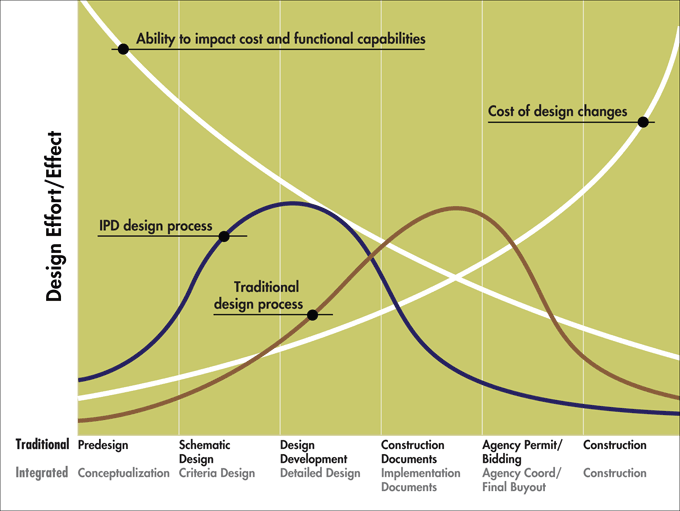 Ability to impact cost and functional capabilities
Cost of design changes
Design Effort/Effect
IPD design process
Traditional
design process
Traditional
Predesign
Schematic
Design
Design
Development
Construction
Documents
Agency Permit/
Bidding
Construction
Integrated
Conceptualization
Criteria Design
Detailed Design
Implementation
Documents
Agency Coord/
Final Buyout
Construction